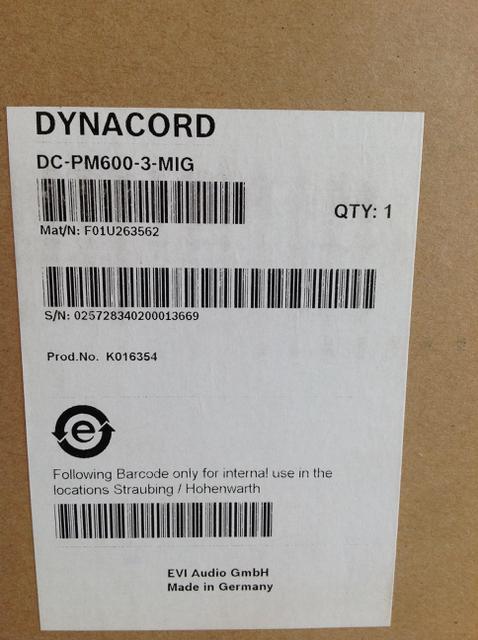 DYNACORD
DC-PM600-3-MIG
QTY: 1
Mat/N: F01U263562
S/N: 025728340200013669
Prod.No. K016354
e
Following Barcode only for internal use in the
locations Straubing / Hohenwarth
EVI Audio GmbH
Made in Germany